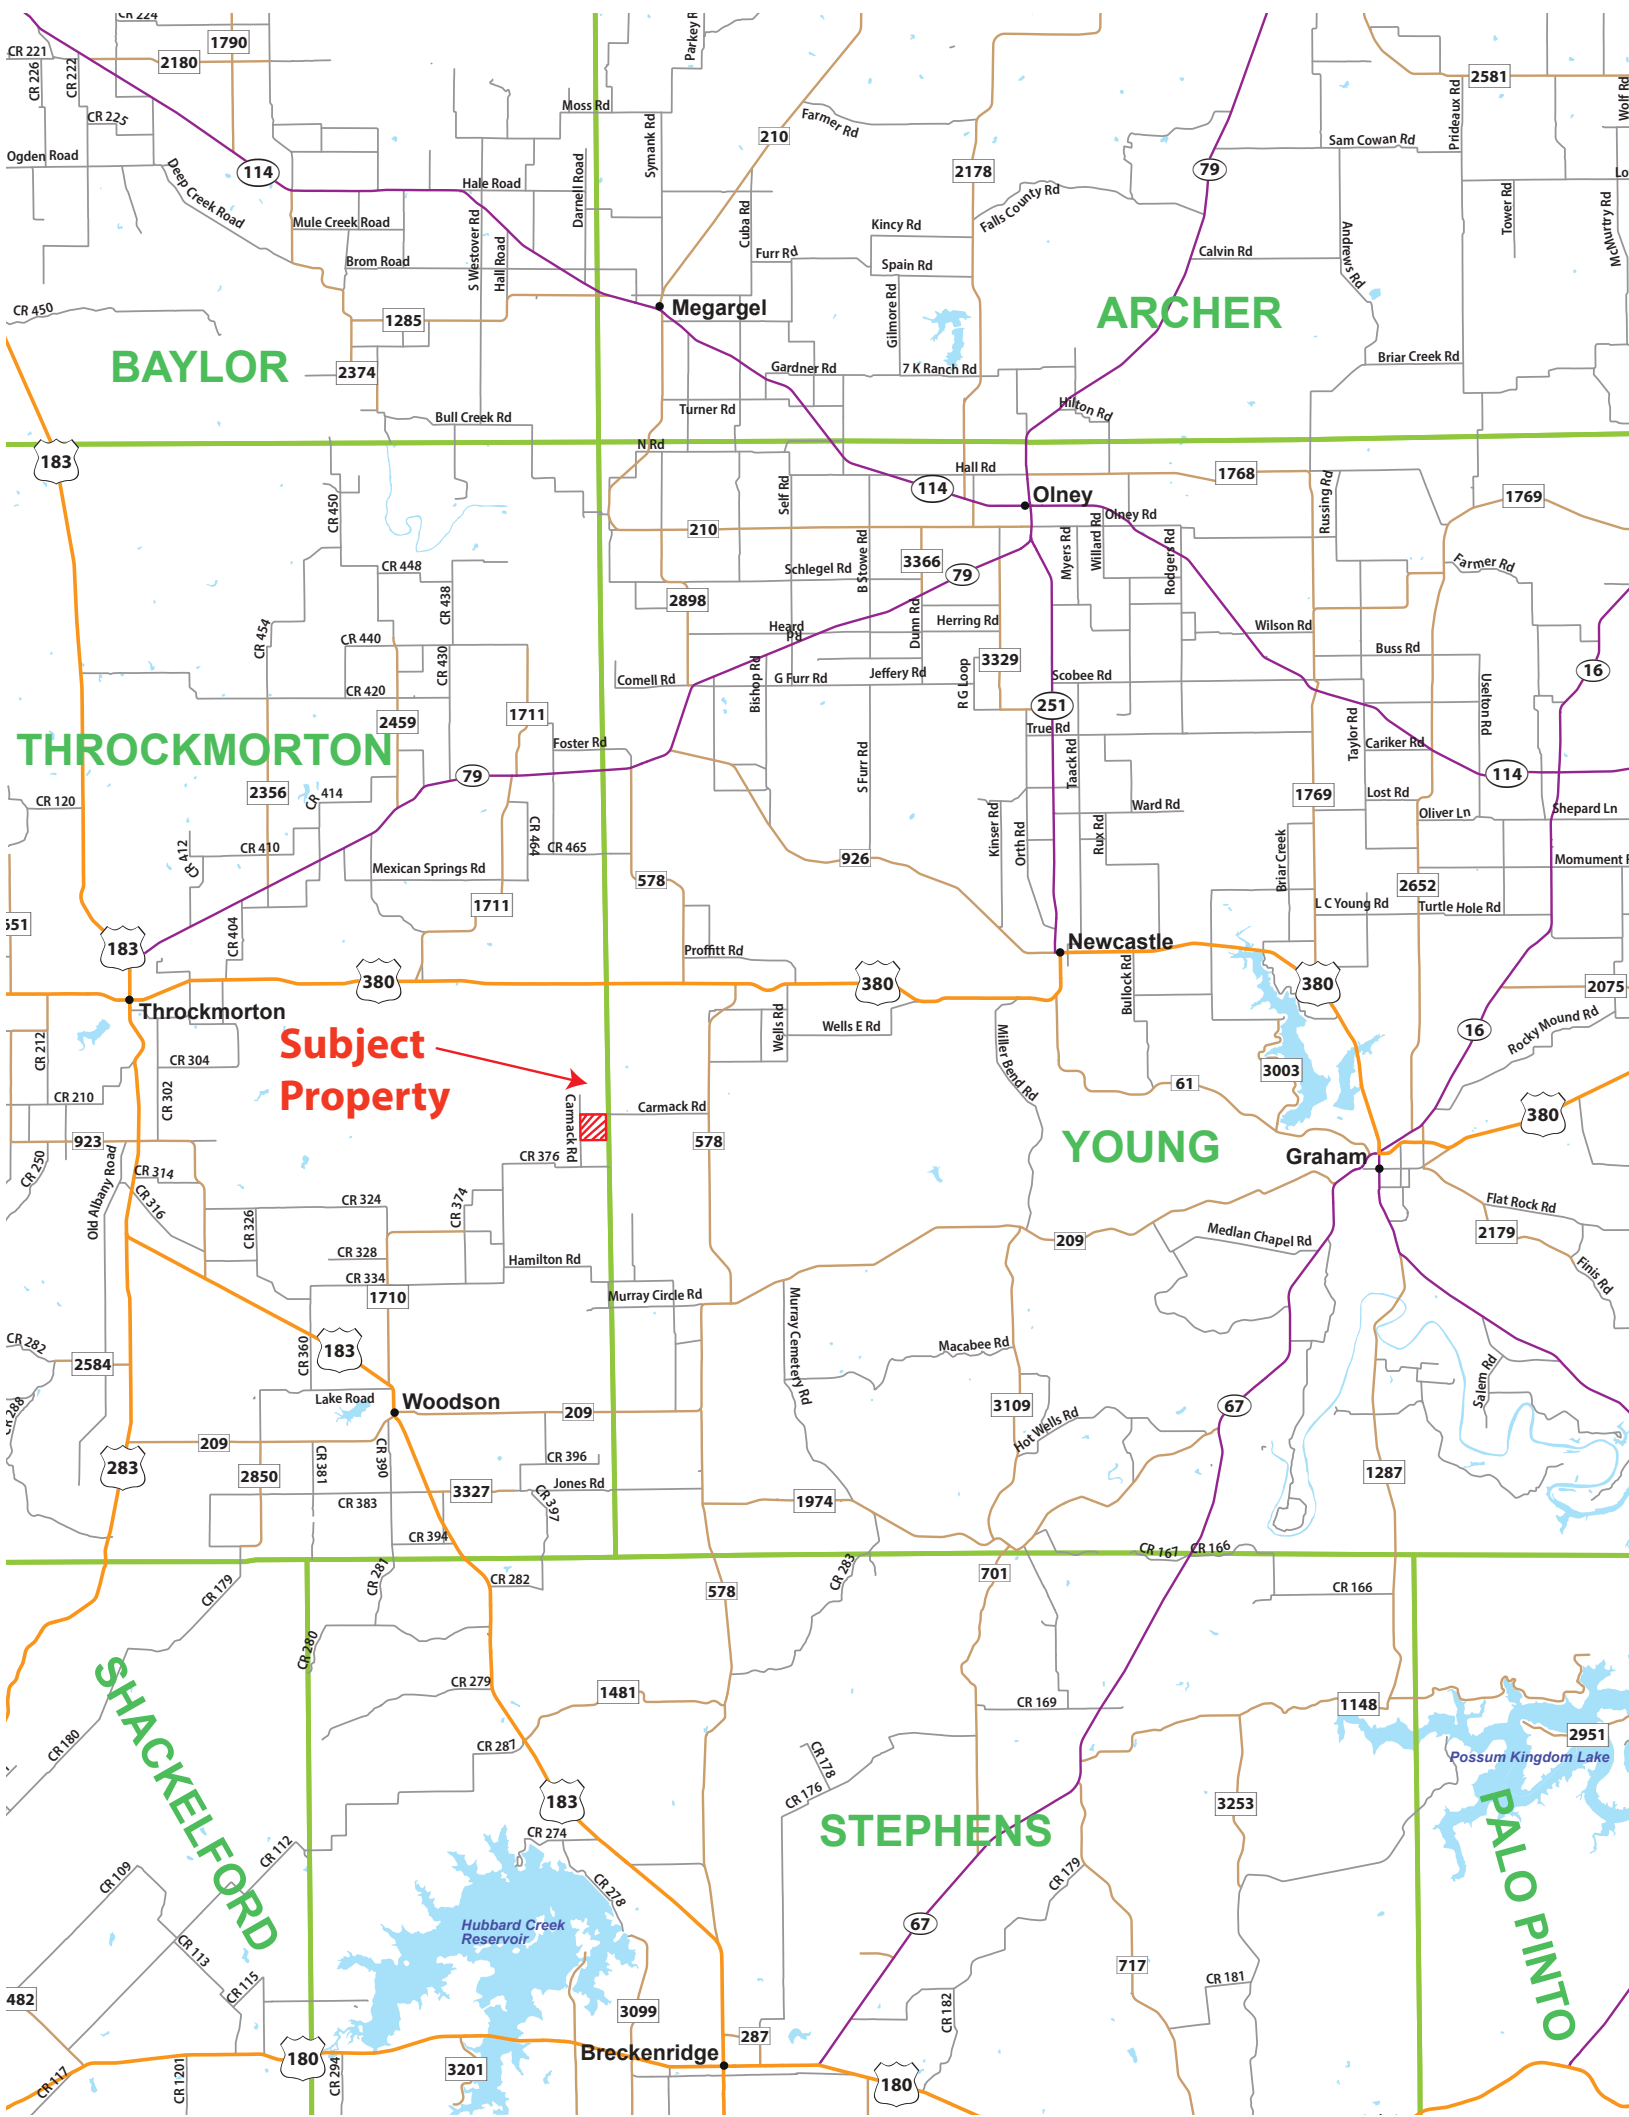 CR 224
1790
Parkey R
CR 221
2180
CR 226
CR 222
2581
Wolf Rd
Prideaux Rd
Moss Rd
Farmer Rd
CR 225
210
Symank Rd
Sam Cowan Rd
Ogden Road
114
2178
79
Lo
Deep Creek Road
Hale Road
Darnell Road
Falls County Rd
Tower Rd
McMurtry Rd
Mule Creek Road
S Westover Rd
Hall Road
Cuba Rd
Kincy Rd
Andrews Rd
Brom Road
Furr Rd
Spain Rd
Calvin Rd
CR 450
1285
Megargel
Gilmore Rd
ARCHER
BAYLOR
2374
Gardner Rd
7 K Ranch Rd
Briar Creek Rd
Bull Creek Rd
Turner Rd
Hilton Rd
183
N Rd
Hall Rd
1768
CR 450
Self Rd
114
Olney
Russing Rd
1769
210
Olney Rd
B Stowe Rd
3366
Myers Rd
Willard Rd
Rodgers Rd
CR 448
Schlegel Rd
79
Farmer Rd
CR 438
2898
Dunn Rd
CR 454
CR 440
Heard
Rd
Herring Rd
Wilson Rd
CR 430
3329
Buss Rd
CR 420
Comell Rd
Bishop Rd
G Furr Rd
Jeffery Rd
R G Loop
Scobee Rd
16
2459
1711
251
Uselton Rd
THROCKMORTON
Foster Rd
True Rd
Taylor Rd
Cariker Rd
79
S Furr Rd
Taack Rd
114
2356
CR 414
1769
Lost Rd
CR 120
Ward Rd
Oliver Ln
Shepard Ln
CR 464
Kinser Rd
Orth Rd
Rux Rd
CR A12
CR 410
CR 465
926
Briar Creek
Momument R
Mexican Springs Rd
578
2652
1711
L C Young Rd
Turtle Hole Rd
551
CR 404
183
Proffitt Rd
Newcastle
380
380
Bullock Rd
380
2075
Throckmorton
Wells Rd
Wells E Rd
Miller Bend Rd
16
Rocky Mound Rd
Subject
Property
CR 212
CR 304
3003
CR 302
61
CR 210
Carmack Rd
Carmack Rd
380
923
578
YOUNG
CR 250
Old Albany Road
CR 314
CR 376
Graham
CR 316
CR 324
CR 374
Flat Rock Rd
CR 326
209
Medlan Chapel Rd
2179
CR 328
Hamilton Rd
Finis Rd
CR 334
1710
Murray Circle Rd
CR 282
CR 360
183
Murray Cemetery Rd
Macabee Rd
2584
Salem Rd
Lake Road
Woodson
209
3109
67
CR 288
209
Hot Wells Rd
283
CR 381
CR 390
CR 396
2850
3327
Jones Rd
1287
CR 383
CR 397
1974
CR 394
CR 167
CR 166
CR 281
CR 282
CR 283
701
CR 179
578
CR 166
CR 280
SHACKELFORD
CR 279
1481
CR 169
1148
CR 180
2951
CR 287
CR 178
Possum Kingdom Lake
183
CR 176
3253
STEPHENS
PALO PINTO
CR 274
CR 112
CR 109
CR 278
CR 179
Hubbard Creek
Reservoir
67
CR 113
717
CR 115
CR 181
482
3099
CR 182
287
Breckenridge
180
3201
CR 117
CR 1201
CR 294
180